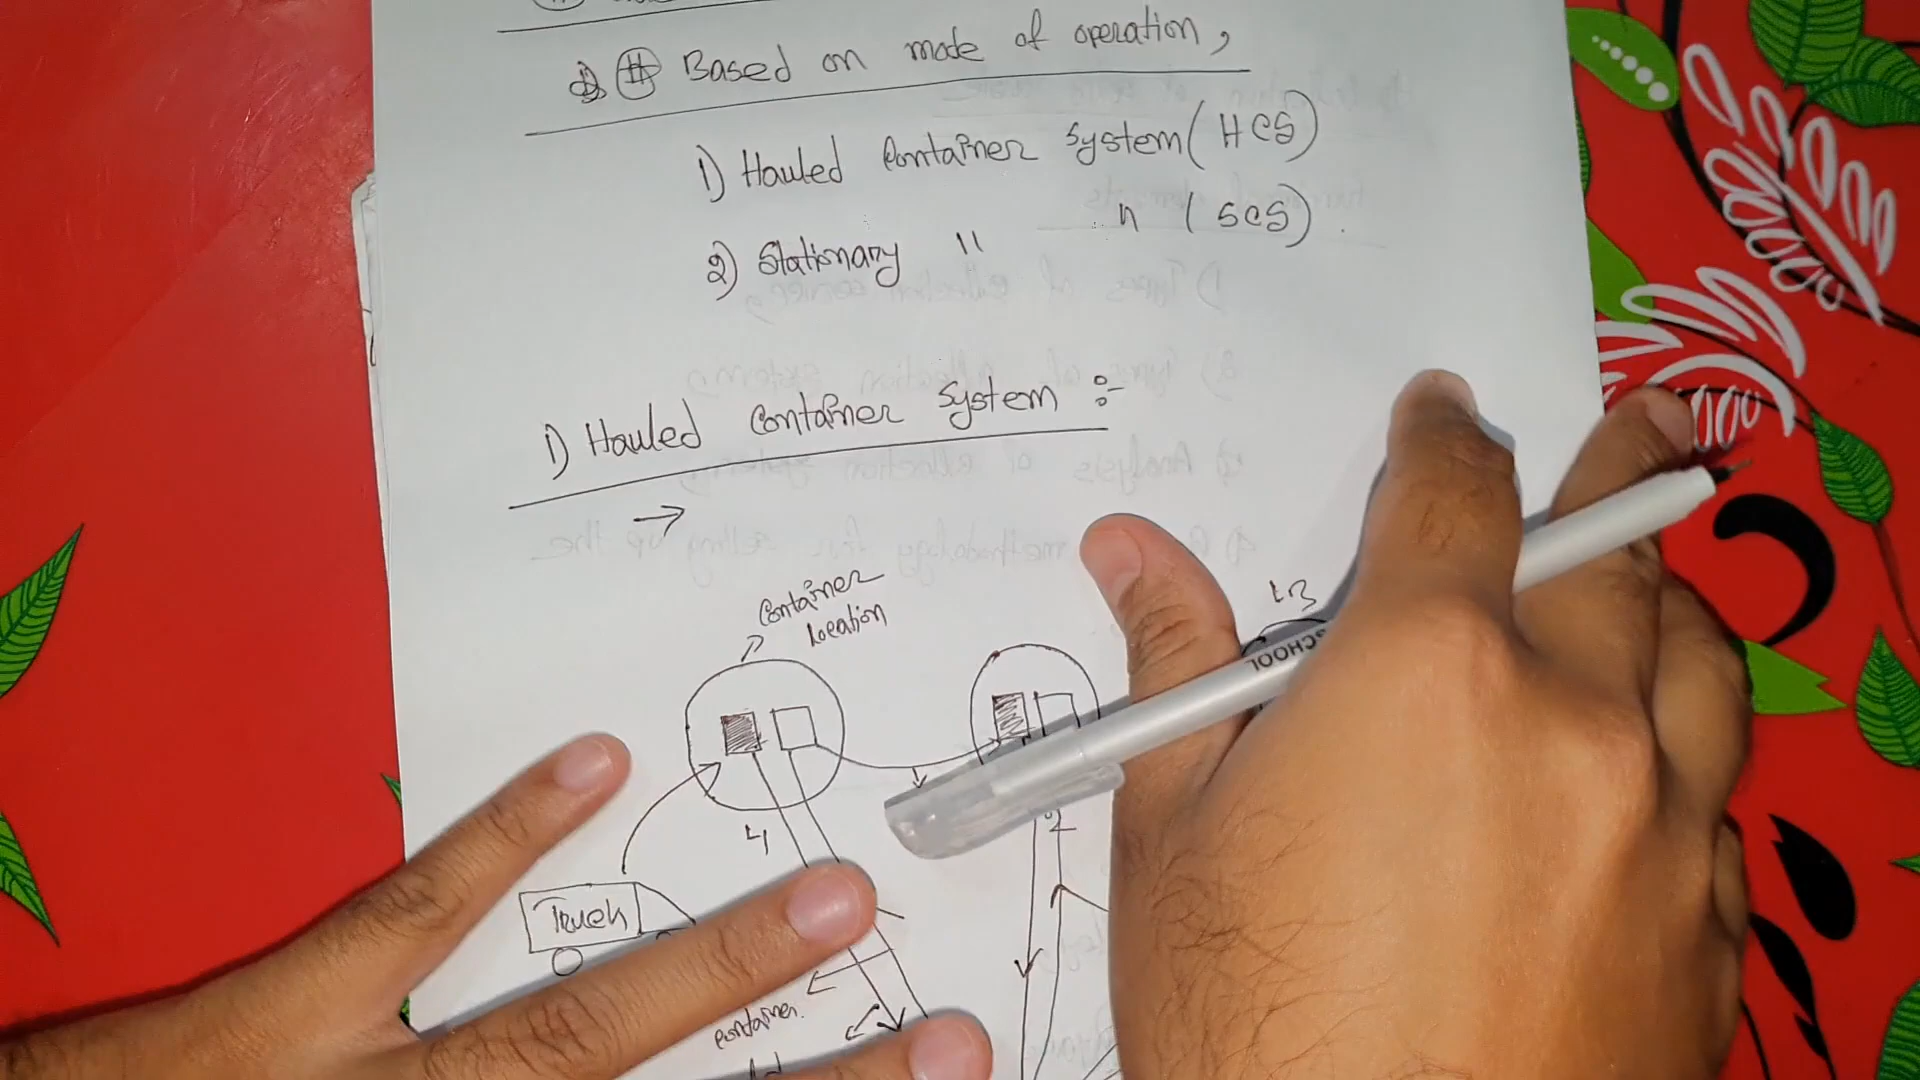 Based on mode of operation,
1) Hauled Container System (HCS)
2) Stationary " " (SCS).
1) Hauled Container System :-
→
Container
Location
Truck
container.
SCHOOL